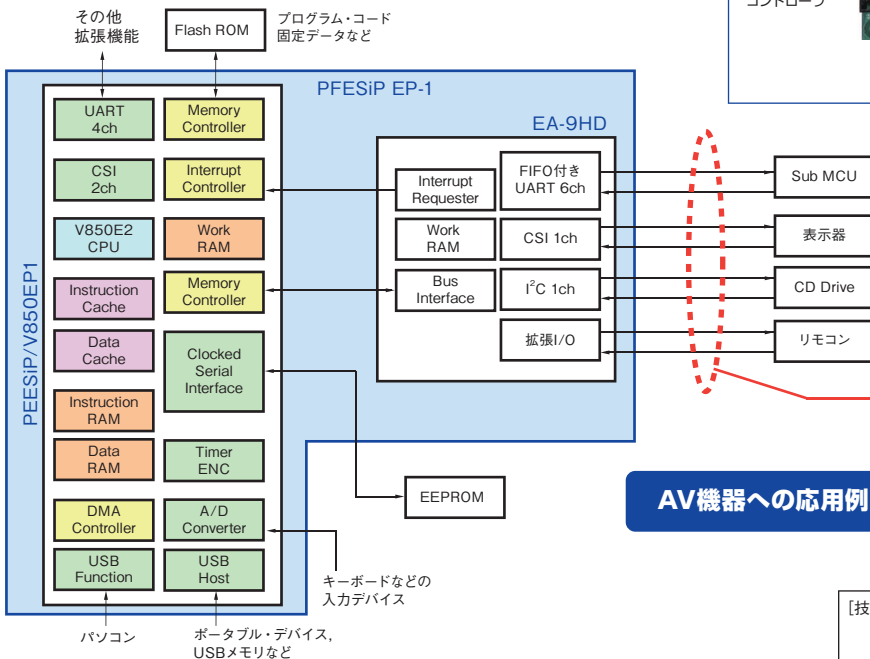 コントローラ
その他
拡張機能
Flash ROM
プログラム・コード
固定データなど
PFESiP EP-1
EA-9HD
PEESiP/V850EP1
UART
4ch
Memory
Controller
CSI
2ch
Interrupt
Controller
V850E2
CPU
Work
RAM
Instruction
Cache
Memory
Controller
Data
Cache
Clocked
Serial
Interface
Instruction
RAM
Data
RAM
Timer
ENC
DMA
Controller
A/D
Converter
USB
Function
USB
Host
Interrupt
Requester
FIFO付き
UART 6ch
Work
RAM
CSI 1ch
Bus
Interface
I²C 1ch
拡張I/O
Sub MCU
表示器
CD Drive
リモコン
EEPROM
AV機器への応用例
キーボードなどの
入力デバイス
パソコン
ポータブル・デバイス,
USBメモリなど
[技